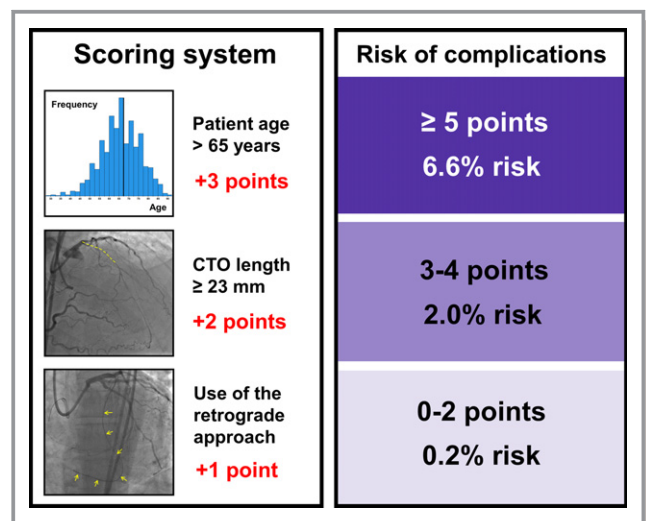 Scoring system
Frequency
Age
Patient age
> 65 years
+3 points
CTO length
≥ 23 mm
+2 points
Use of the
retrograde
approach
+1 point
Risk of complications
≥ 5 points
6.6% risk
3-4 points
2.0% risk
0-2 points
0.2% risk